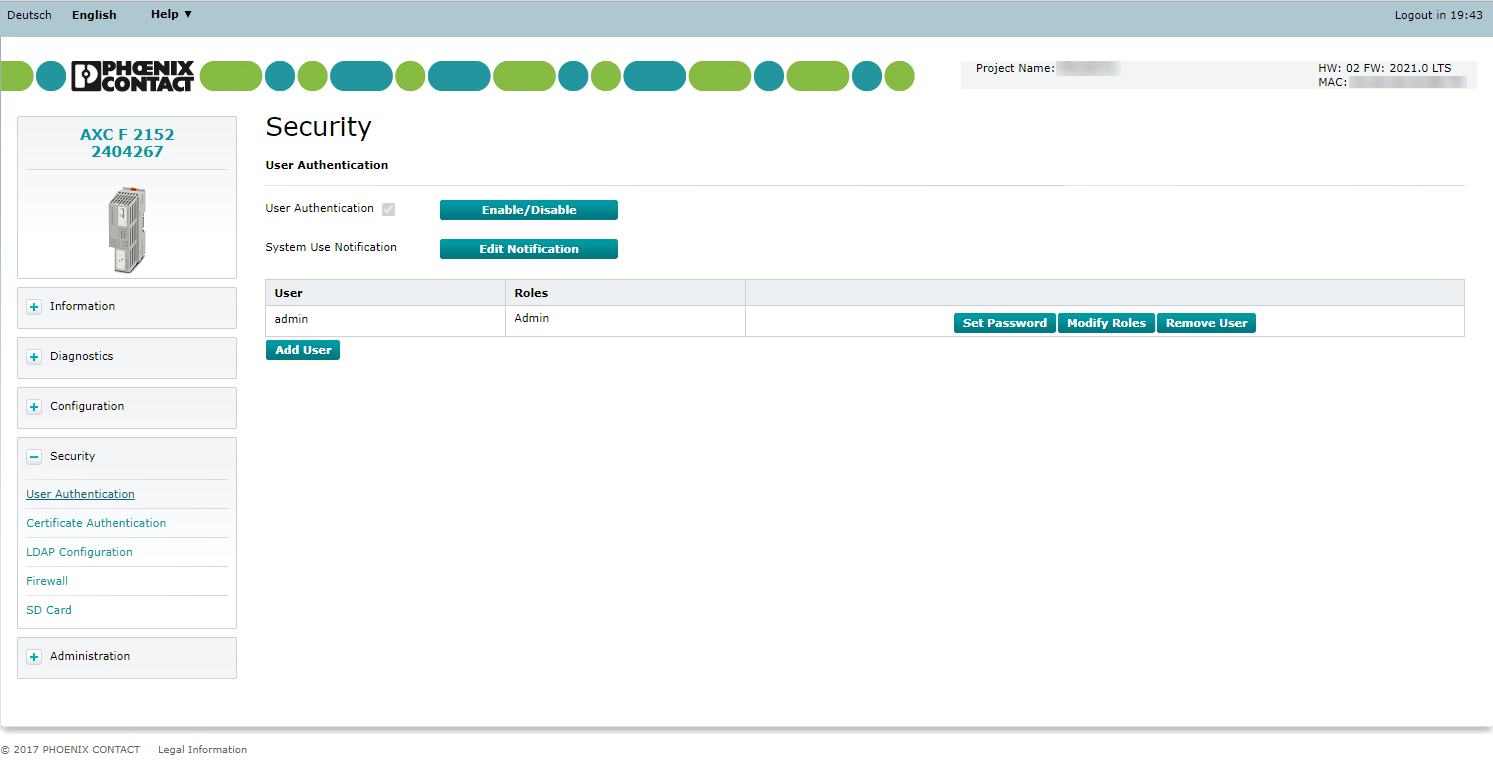 Deutsch English Help ▼ Logout in 19:43
PHŒNIX CONTACT
Project Name: HW: 02 FW: 2021.0 LTS
MAC:
AXC F 2152
2404267
Information
Diagnostics
Configuration
Security
User Authentication
Certificate Authentication
LDAP Configuration
Firewall
SD Card
Administration
Security
User Authentication
User Authentication Enable/Disable
System Use Notification Edit Notification
User Roles
admin Admin Set Password Modify Roles Remove User
Add User
© 2017 PHOENIX CONTACT Legal Information